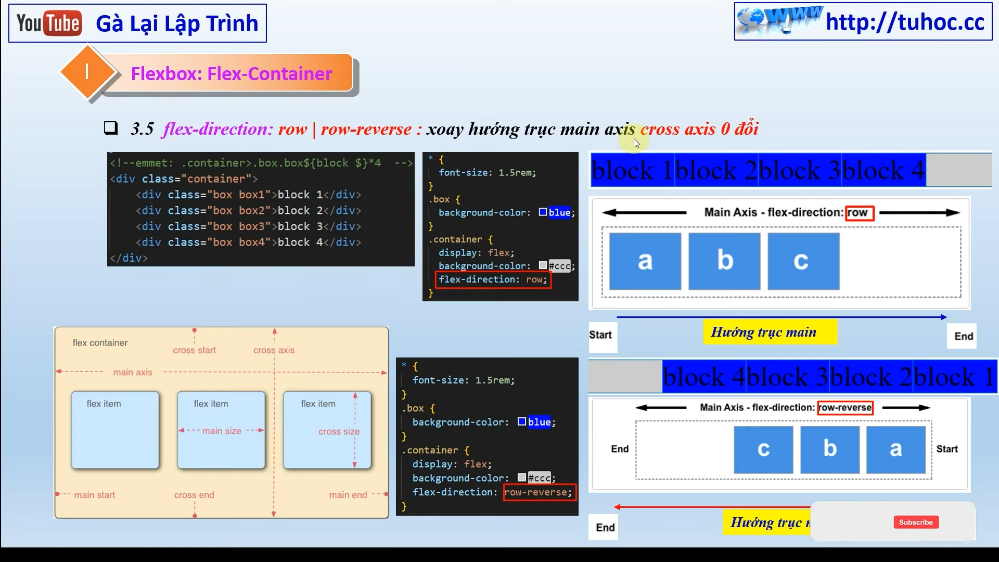 YouTube Gà Lại Lập Trình
WWW http://tuhoc.cc
I
Flexbox: Flex-Container
3.5 flex-direction: row | row-reverse : xoay hướng trục main axis cross axis 0 đổi
<!--emmet: .container>.box.box${block $}*4 -->
<div class="container">
<div class="box box1">block 1</div>
<div class="box box2">block 2</div>
<div class="box box3">block 3</div>
<div class="box box4">block 4</div>
</div>
* {
font-size: 1.5rem;
}
.box {
background-color: blue;
}
.container {
display: flex;
background-color: #ccc;
flex-direction: row;
}
block 1block 2block 3block 4
Main Axis - flex-direction: row
a b c
Start
Hướng trục main
End
flex container
cross start
cross axis
main axis
flex item
flex item
flex item
main size
cross size
main start
cross end
main end
* {
font-size: 1.5rem;
}
.box {
background-color: blue;
}
.container {
display: flex;
background-color: #ccc;
flex-direction: row-reverse;
}
block 4block 3block 2block 1
Main Axis - flex-direction: row-reverse
End
c b a
Start
End
Hướng trục
Subscribe